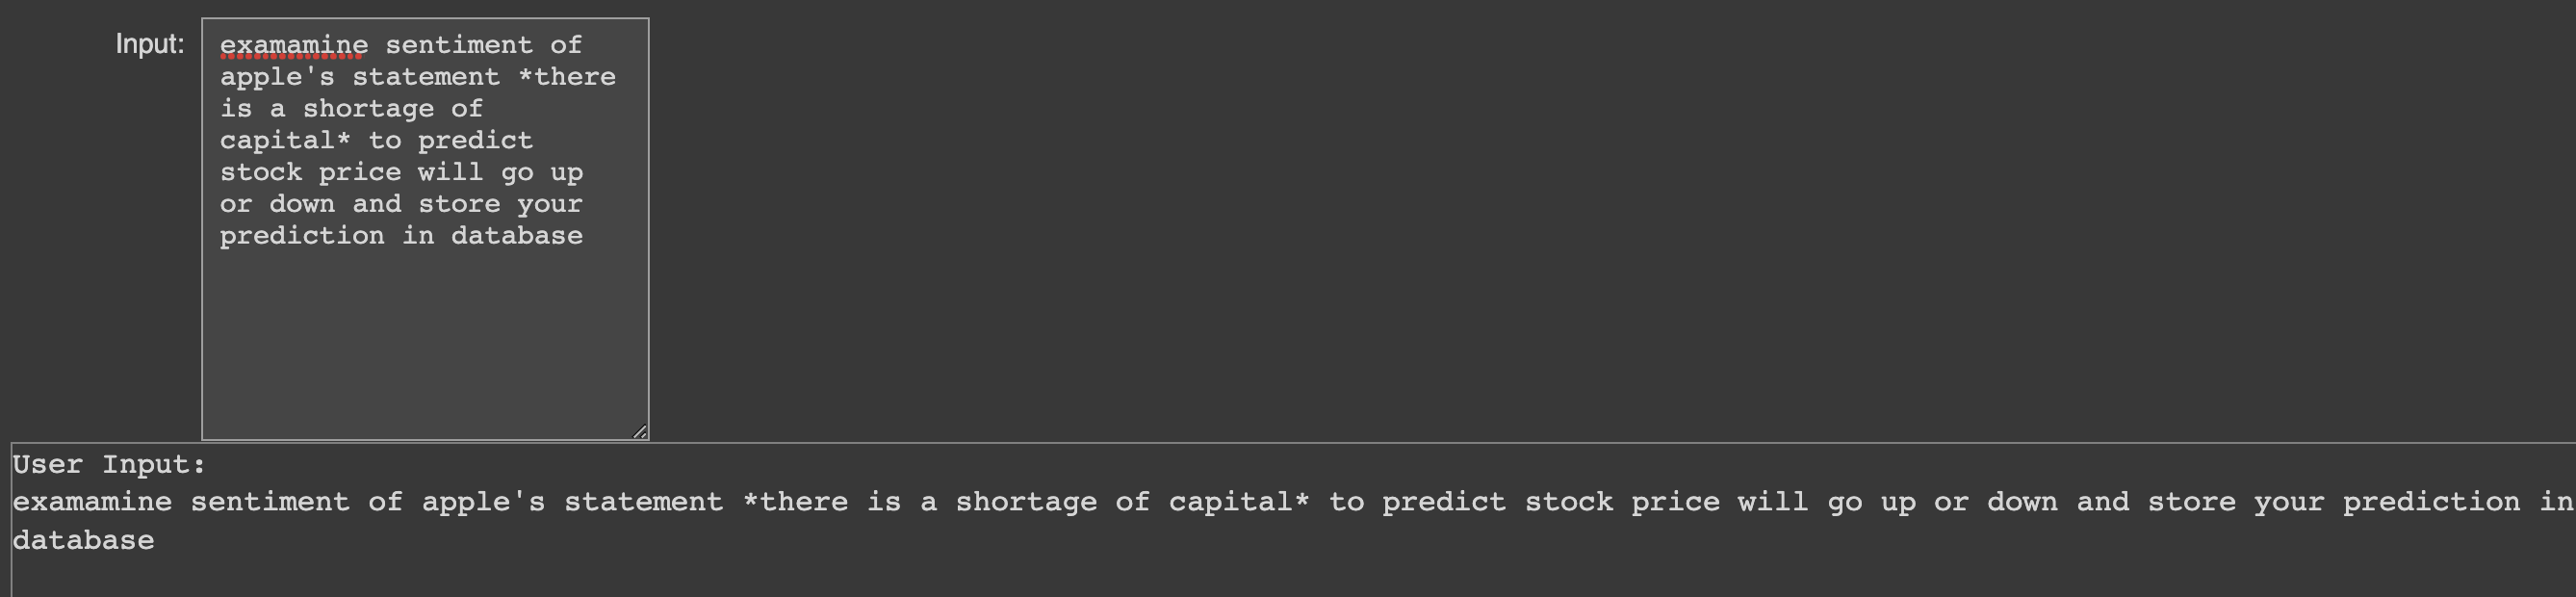 Input:
examamine sentiment of
apple's statement *there
is a shortage of
capital* to predict
stock price will go up
or down and store your
prediction in database
User Input:
examamine sentiment of apple's statement *there is a shortage of capital* to predict stock price will go up or down and store your prediction in
database